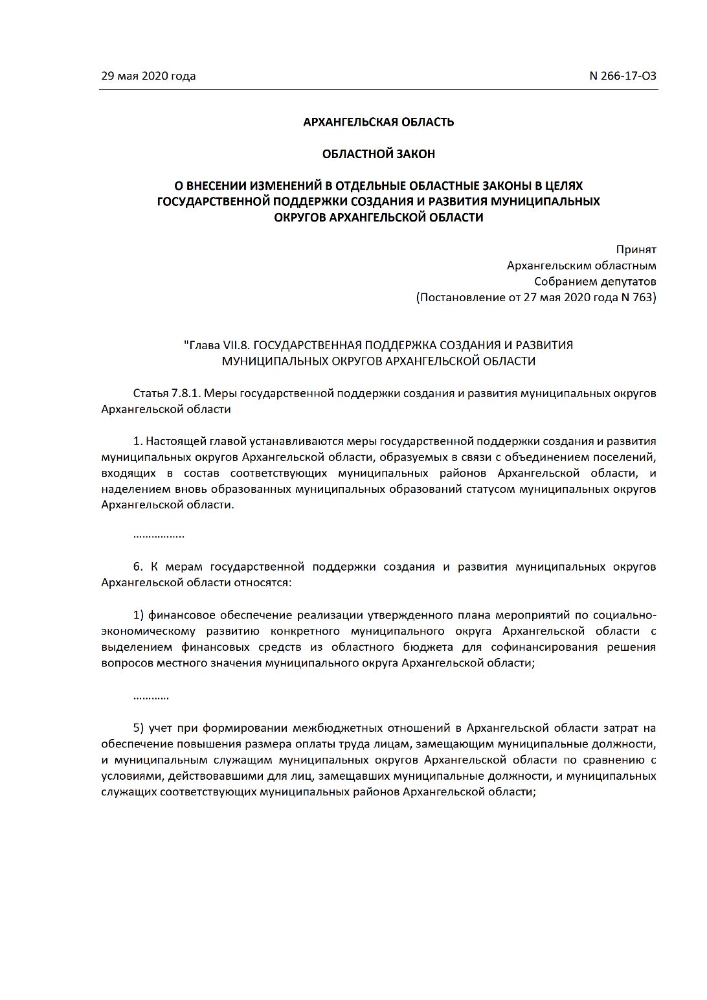 29 мая 2020 года N 266-17-ОЗ
АРХАНГЕЛЬСКАЯ ОБЛАСТЬ
ОБЛАСТНОЙ ЗАКОН
О ВНЕСЕНИИ ИЗМЕНЕНИЙ В ОТДЕЛЬНЫЕ ОБЛАСТНЫЕ ЗАКОНЫ В ЦЕЛЯХ
ГОСУДАРСТВЕННОЙ ПОДДЕРЖКИ СОЗДАНИЯ И РАЗВИТИЯ МУНИЦИПАЛЬНЫХ
ОКРУГОВ АРХАНГЕЛЬСКОЙ ОБЛАСТИ
Принят
Архангельским областным
Собранием депутатов
(Постановление от 27 мая 2020 года N 763)
"Глава VII.8. ГОСУДАРСТВЕННАЯ ПОДДЕРЖКА СОЗДАНИЯ И РАЗВИТИЯ
МУНИЦИПАЛЬНЫХ ОКРУГОВ АРХАНГЕЛЬСКОЙ ОБЛАСТИ
Статья 7.8.1. Меры государственной поддержки создания и развития муниципальных округов
Архангельской области
1. Настоящей главой устанавливаются меры государственной поддержки создания и развития
муниципальных округов Архангельской области, образуемых в связи с объединением поселений,
входящих в состав соответствующих муниципальных районов Архангельской области, и
наделением вновь образованных муниципальных образований статусом муниципальных округов
Архангельской области.
.................
6. К мерам государственной поддержки создания и развития муниципальных округов
Архангельской области относятся:
1) финансовое обеспечение реализации утвержденного плана мероприятий по социально-
экономическому развитию конкретного муниципального округа Архангельской области с
выделением финансовых средств из областного бюджета для софинансирования решения
вопросов местного значения муниципального округа Архангельской области;
............
5) учет при формировании межбюджетных отношений в Архангельской области затрат на
обеспечение повышения размера оплаты труда лицам, замещающим муниципальные должности,
и муниципальным служащим муниципальных округов Архангельской области по сравнению с
условиями, действовавшими для лиц, замещавших муниципальные должности, и муниципальных
служащих соответствующих муниципальных районов Архангельской области;